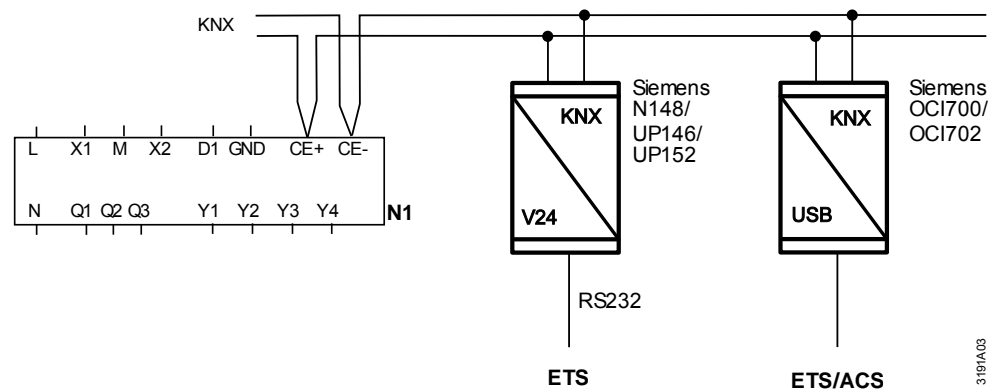 KNX
L X1 M X2 D1 GND CE+ CE-
N Q1 Q2 Q3 Y1 Y2 Y3 Y4
N1
KNX
V24
Siemens
N148/
UP146/
UP152
RS232
ETS
KNX
USB
Siemens
OCI700/
OCI702
ETS/ACS
3191A03